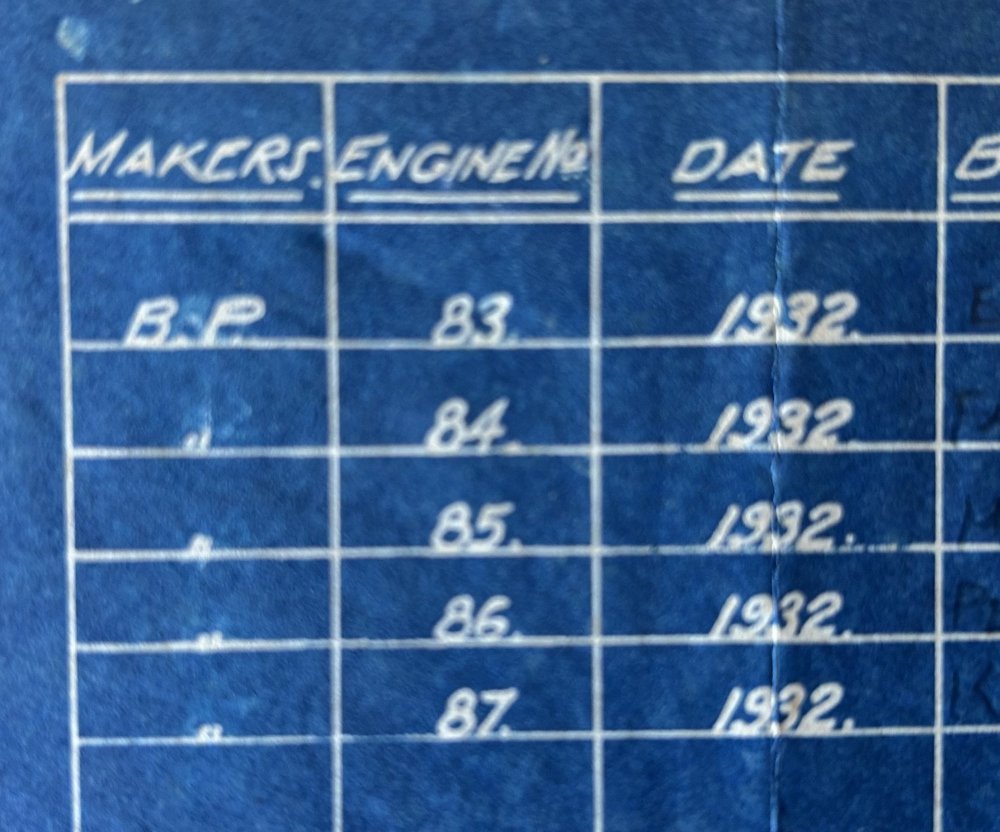 MAKERS. ENGINE No DATE
B.P. 83. 1932.
" 84. 1932.
" 85. 1932.
" 86. 1932.
" 87. 1932.